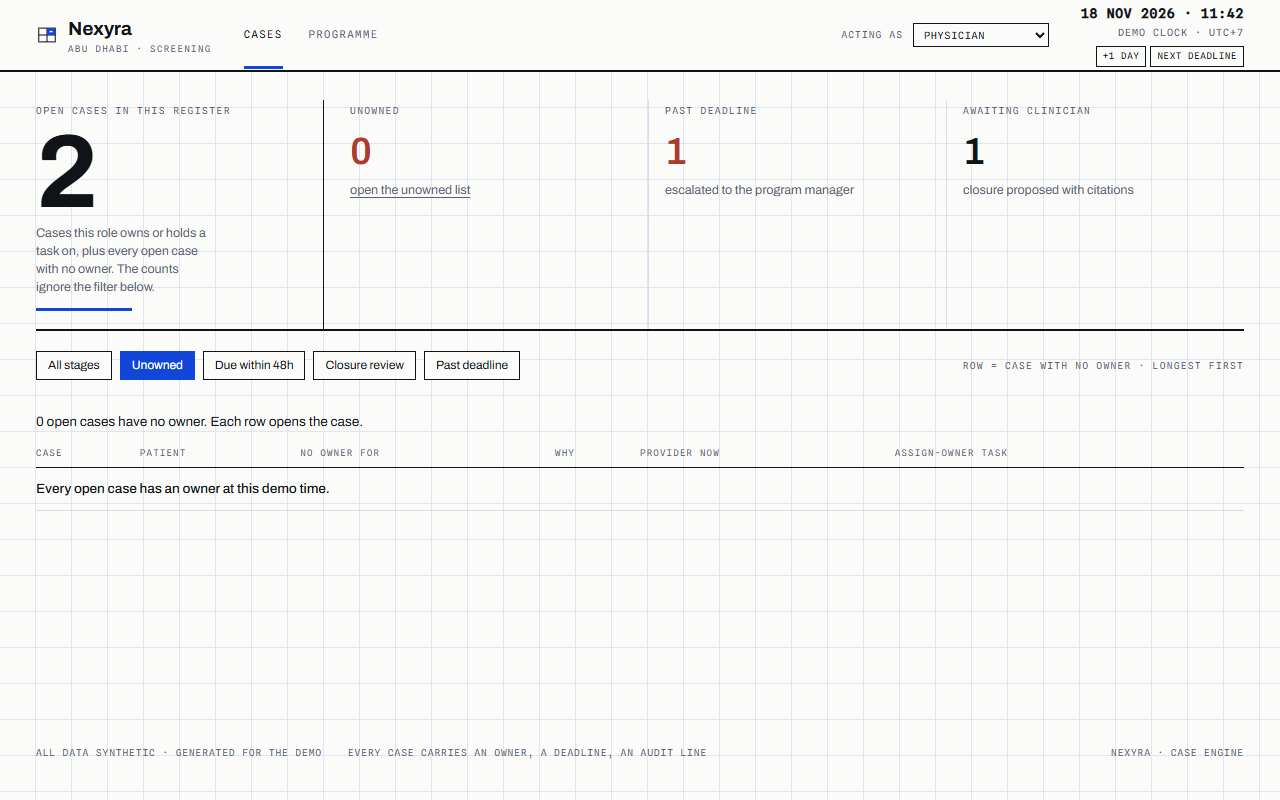 Nexyra
ABU DHABI · SCREENING
CASES
PROGRAMME
ACTING AS
PHYSICIAN
18 NOV 2026 · 11:42
DEMO CLOCK · UTC+7
+1 DAY
NEXT DEADLINE
OPEN CASES IN THIS REGISTER
2
Cases this role owns or holds a
task on, plus every open case
with no owner. The counts
ignore the filter below.
UNOWNED
0
open the unowned list
PAST DEADLINE
1
escalated to the program manager
AWAITING CLINICIAN
1
closure proposed with citations
All stages
Unowned
Due within 48h
Closure review
Past deadline
ROW = CASE WITH NO OWNER · LONGEST FIRST
0 open cases have no owner. Each row opens the case.
CASE
PATIENT
NO OWNER FOR
WHY
PROVIDER NOW
ASSIGN-OWNER TASK
Every open case has an owner at this demo time.
ALL DATA SYNTHETIC · GENERATED FOR THE DEMO
EVERY CASE CARRIES AN OWNER, A DEADLINE, AN AUDIT LINE
NEXYRA · CASE ENGINE